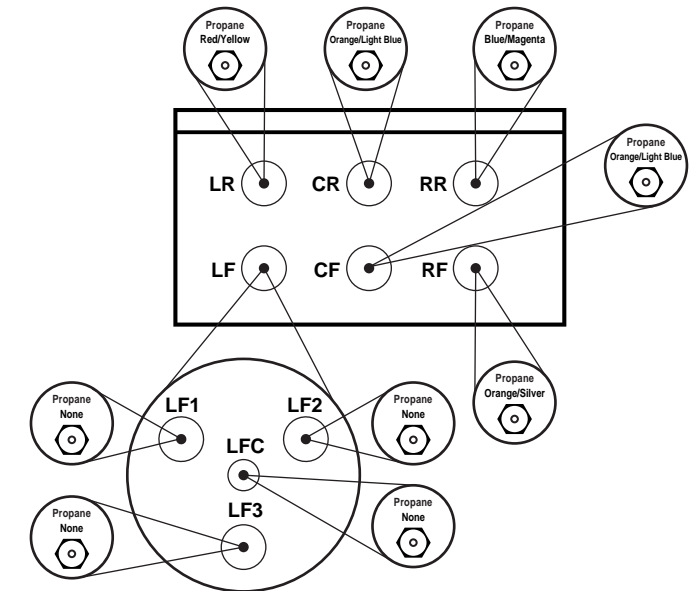 Propane
Red/Yellow
Propane
Orange/Light Blue
Propane
Blue/Magenta
Propane
Orange/Light Blue
LR
CR
RR
LF
CF
RF
Propane
Orange/Silver
Propane
None
LF1
LF2
Propane
None
LFC
LF3
Propane
None
Propane
None